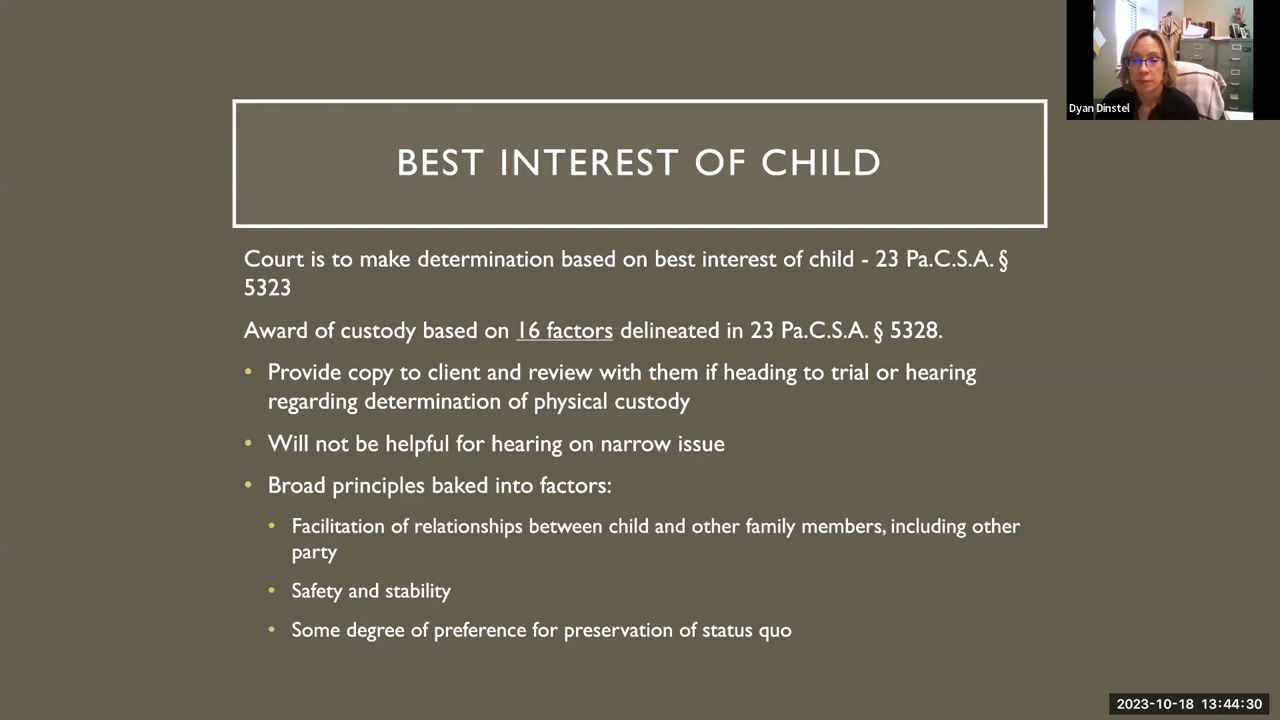 Dyan Dinstel
BEST INTEREST OF CHILD
Court is to make determination based on best interest of child - 23 Pa.C.S.A. §
5323
Award of custody based on 16 factors delineated in 23 Pa.C.S.A. § 5328.
• Provide copy to client and review with them if heading to trial or hearing
regarding determination of physical custody
• Will not be helpful for hearing on narrow issue
• Broad principles baked into factors:
• Facilitation of relationships between child and other family members, including other
party
• Safety and stability
• Some degree of preference for preservation of status quo
2023-10-18 13:44:30